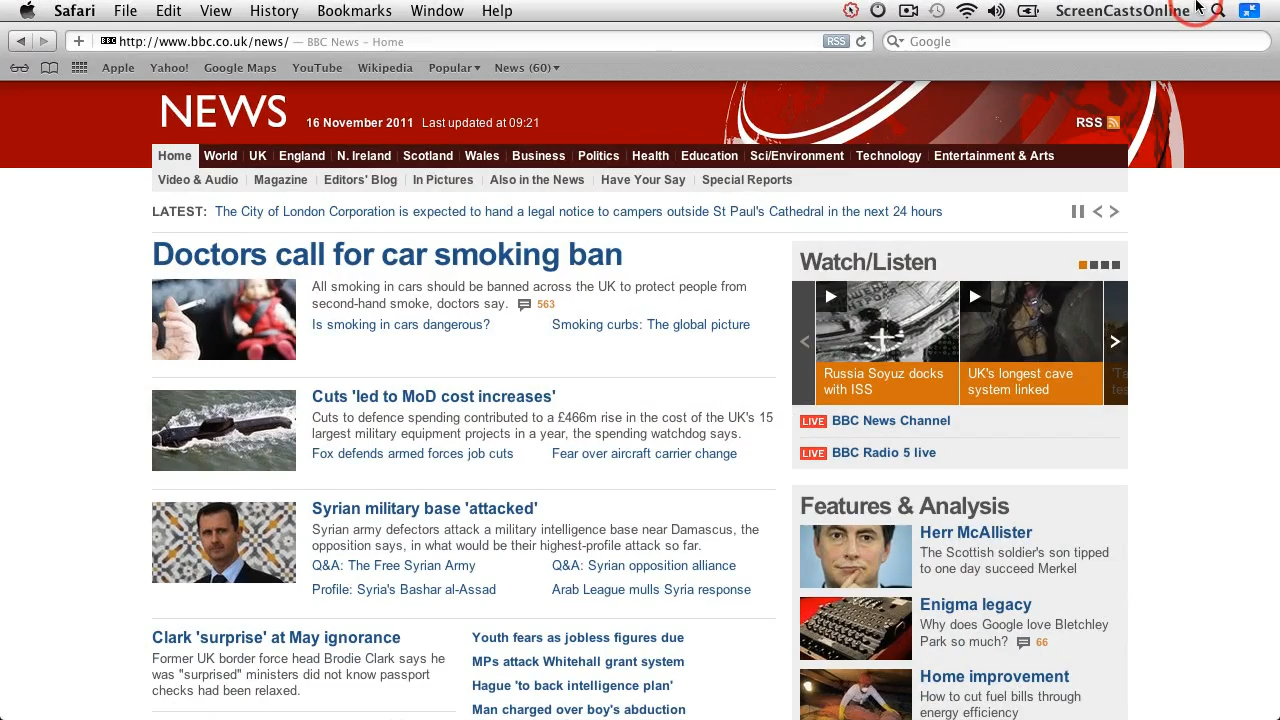 Safari File Edit View History Bookmarks Window Help ScreenCastsOnline
http://www.bbc.co.uk/news/ — BBC News – Home RSS Google
Apple Yahoo! Google Maps YouTube Wikipedia Popular News (60)
NEWS 16 November 2011 Last updated at 09:21 RSS
Home World UK England N. Ireland Scotland Wales Business Politics Health Education Sci/Environment Technology Entertainment & Arts
Video & Audio Magazine Editors' Blog In Pictures Also in the News Have Your Say Special Reports
LATEST: The City of London Corporation is expected to hand a legal notice to campers outside St Paul's Cathedral in the next 24 hours
Doctors call for car smoking ban
All smoking in cars should be banned across the UK to protect people from
second-hand smoke, doctors say. 563
Is smoking in cars dangerous? Smoking curbs: The global picture
Cuts 'led to MoD cost increases'
Cuts to defence spending contributed to a £466m rise in the cost of the UK's 15
largest military equipment projects in a year, the spending watchdog says.
Fox defends armed forces job cuts Fear over aircraft carrier change
Syrian military base 'attacked'
Syrian army defectors attack a military intelligence base near Damascus, the
opposition says, in what would be their highest-profile attack so far.
Q&A: The Free Syrian Army Q&A: Syrian opposition alliance
Profile: Syria's Bashar al-Assad Arab League mulls Syria response
Clark 'surprise' at May ignorance
Former UK border force head Brodie Clark says he
was "surprised" ministers did not know passport
checks had been relaxed.
Youth fears as jobless figures due
MPs attack Whitehall grant system
Hague 'to back intelligence plan'
Man charged over boy's abduction
Watch/Listen
Russia Soyuz docks
with ISS
UK's longest cave
system linked
LIVE BBC News Channel
LIVE BBC Radio 5 live
Features & Analysis
Herr McAllister
The Scottish soldier's son tipped
to one day succeed Merkel
Enigma legacy
Why does Google love Bletchley
Park so much? 66
Home improvement
How to cut fuel bills through
energy efficiency